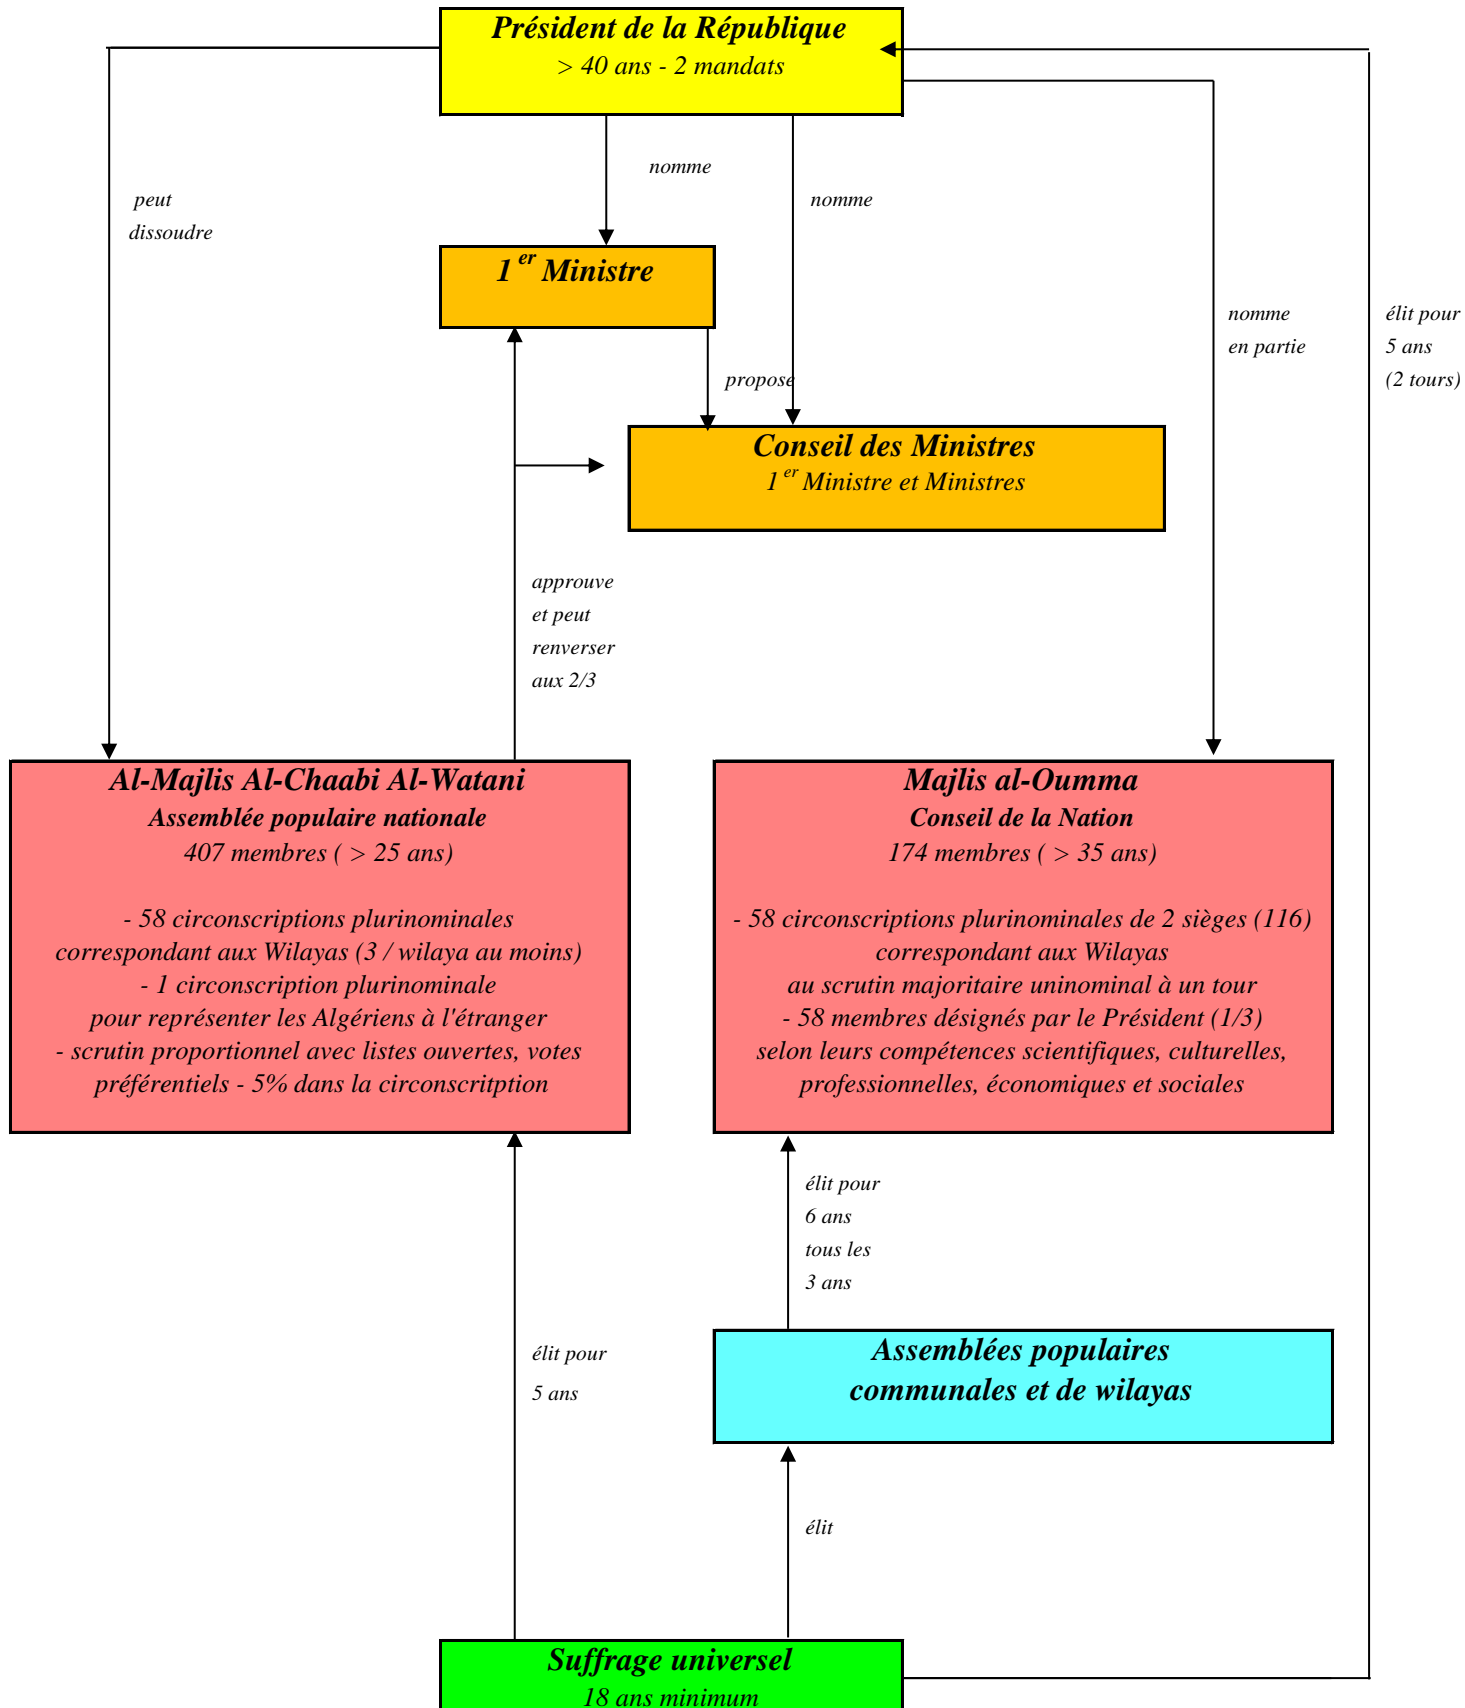 Président de la République
> 40 ans - 2 mandats
nomme
nomme
peut
dissoudre
1er Ministre
nomme
en partie
élit pour
5 ans
(2 tours)
propose
Conseil des Ministres
1er Ministre et Ministres
approuve
et peut
renverser
aux 2/3
Al-Majlis Al-Chaabi Al-Watani
Assemblée populaire nationale
407 membres ( > 25 ans)
- 58 circonscriptions plurinominales
correspondant aux Wilayas (3 / wilaya au moins)
- 1 circonscription plurinominale
pour représenter les Algériens à l'étranger
- scrutin proportionnel avec listes ouvertes, votes
préférentiels - 5% dans la circonscritption
Majlis al-Oumma
Conseil de la Nation
174 membres ( > 35 ans)
- 58 circonscriptions plurinominales de 2 sièges (116)
correspondant aux Wilayas
au scrutin majoritaire uninominal à un tour
- 58 membres désignés par le Président (1/3)
selon leurs compétences scientifiques, culturelles,
professionnelles, économiques et sociales
élit pour
6 ans
tous les
3 ans
élit pour
5 ans
Assemblées populaires
communales et de wilayas
élit
Suffrage universel
18 ans minimum